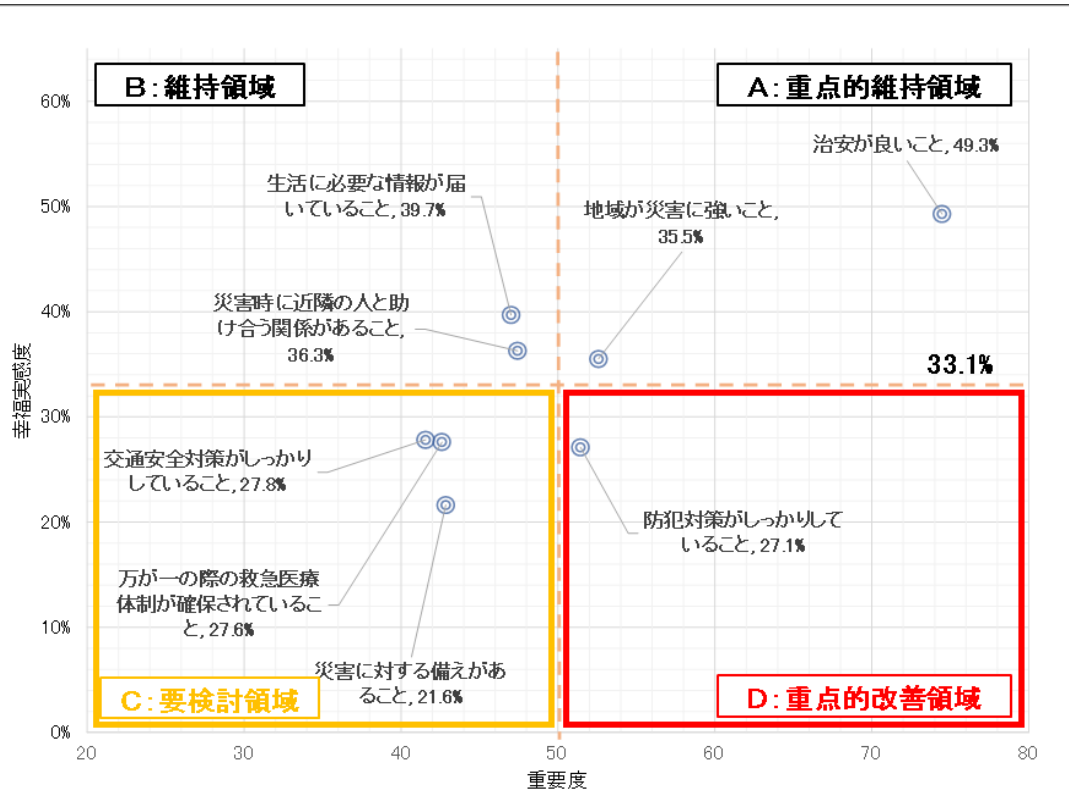 B:維持領域
A:重点的維持領域
治安が良いこと, 49.3%
生活に必要な情報が届
いていること, 39.7%
地域が災害に強いこと,
35.5%
災害時に近隣の人と助
け合う関係があること,
36.3%
33.1%
交通安全対策がしっかり
していること, 27.8%
防犯対策がしっかりして
いること, 27.1%
万が一の際の救急医療
体制が確保されているこ
と, 27.6%
災害に対する備えがあ
ること, 21.6%
C:要検討領域
D:重点的改善領域
幸福実感度
60%
50%
40%
30%
20%
10%
0%
20
30
40
50
60
70
80
重要度